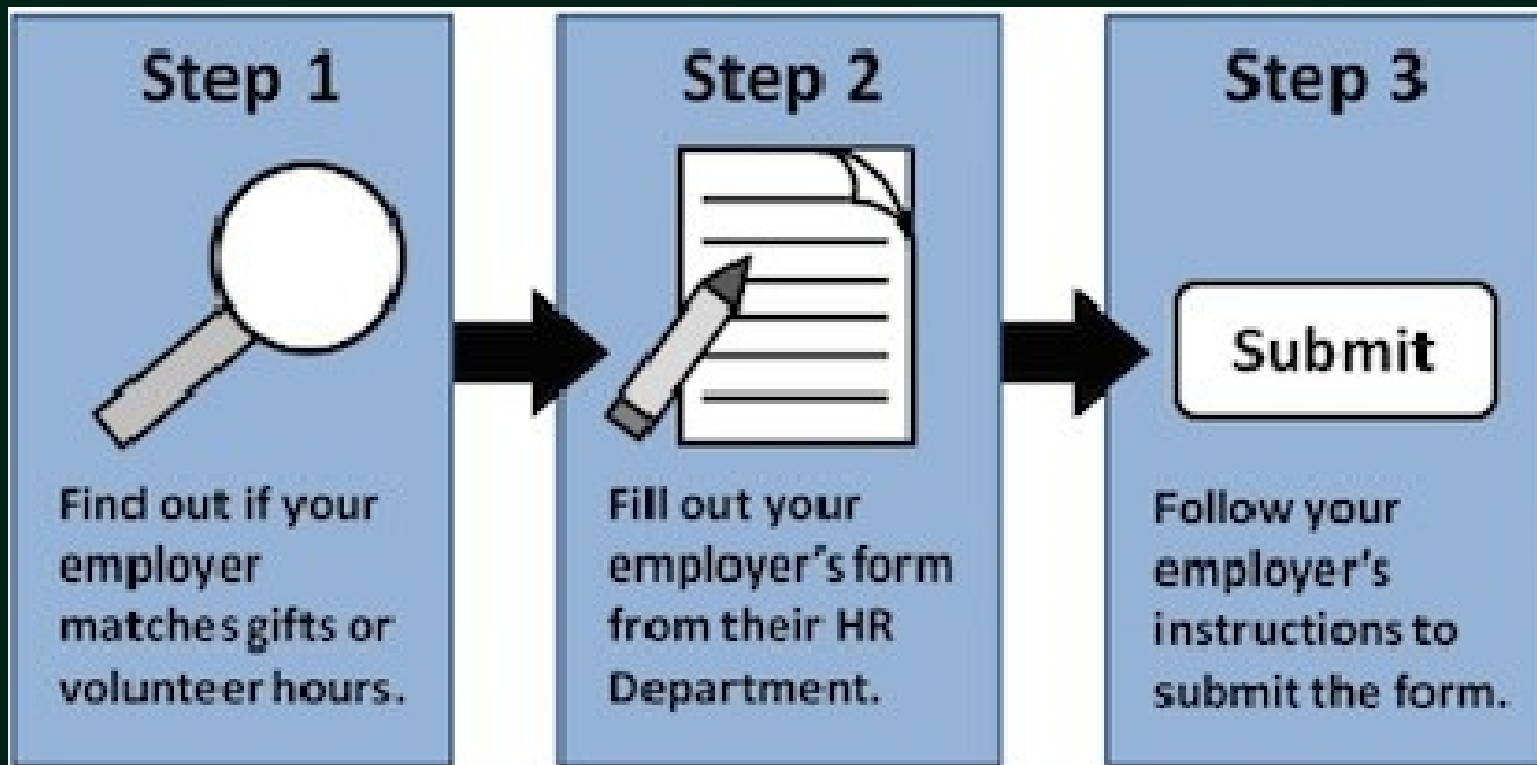 Step 1
Find out if your
employer
matches gifts or
volunteer hours.
Step 2
Fill out your
employer's form
from their HR
Department.
Step 3
Submit
Follow your
employer's
instructions to
submit the form.